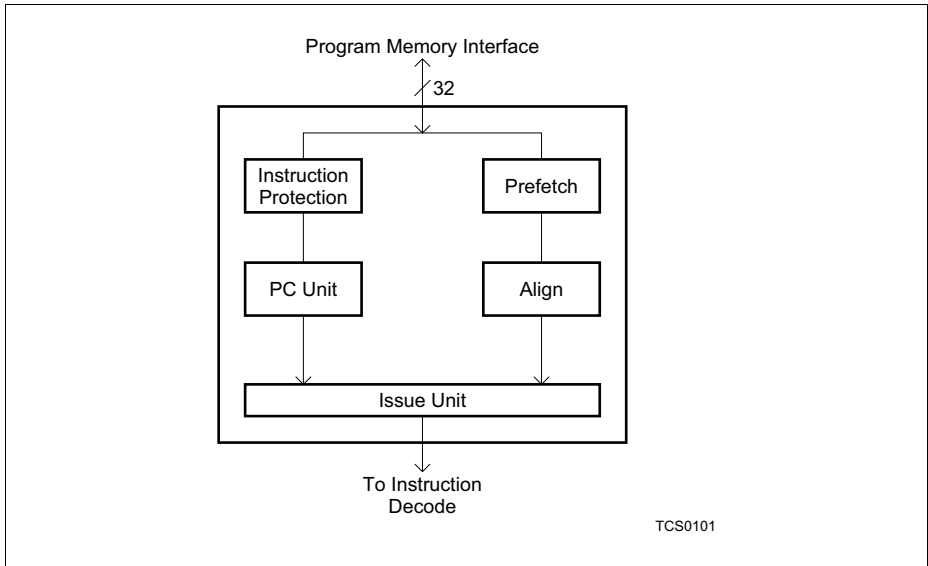 Program Memory Interface
32
Instruction
Protection
Prefetch
PC Unit
Align
Issue Unit
To Instruction
Decode
TCS0101